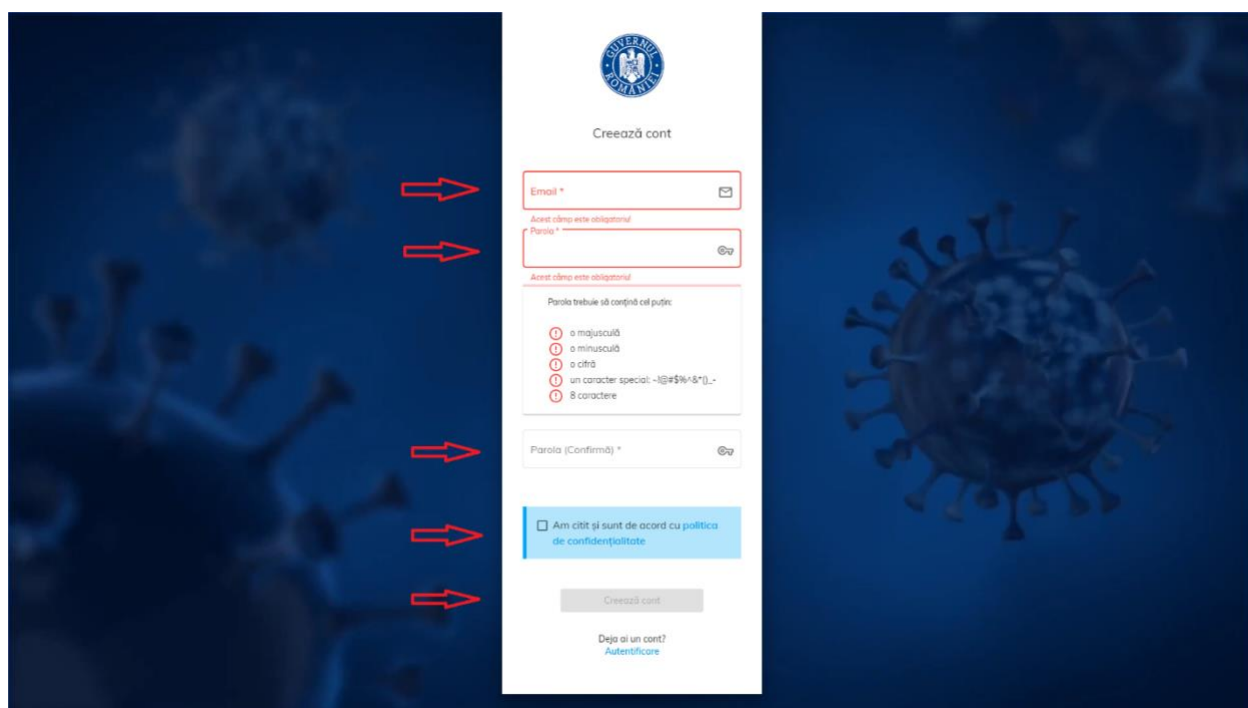 GUVERNUL ROMÂNIEI
Creează cont
Email *
Acest câmp este obligatoriu!
Parola *
Acest câmp este obligatoriu!
Parola trebuie să conțină cel puțin:
o majusculă
o minusculă
o cifră
un caracter special: ~!@#$%^&*()_-
8 caractere
Parola (Confirmă) *
Am citit și sunt de acord cu politica
de confidențialitate
Creează cont
Deja ai un cont?
Autentificare